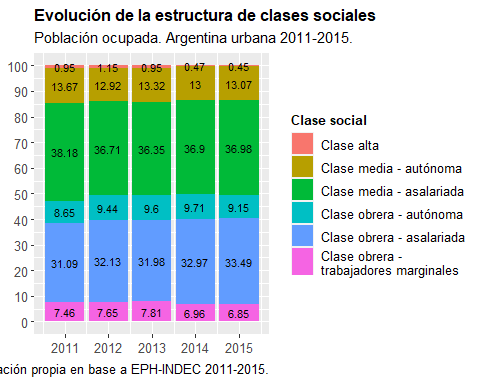 Evolución de la estructura de clases sociales
Población ocupada. Argentina urbana 2011-2015.
100
90
80
70
60
50
40
30
20
10
0
0.95 1.15 0.95 0.47 0.45
13.67 12.92 13.32 13 13.07
38.18 36.71 36.35 36.9 36.98
8.65 9.44 9.6 9.71 9.15
31.09 32.13 31.98 32.97 33.49
7.46 7.65 7.81 6.96 6.85
2011 2012 2013 2014 2015
Clase social
Clase alta
Clase media - autónoma
Clase media - asalariada
Clase obrera - autónoma
Clase obrera - asalariada
Clase obrera -
trabajadores marginales
ación propia en base a EPH-INDEC 2011-2015.